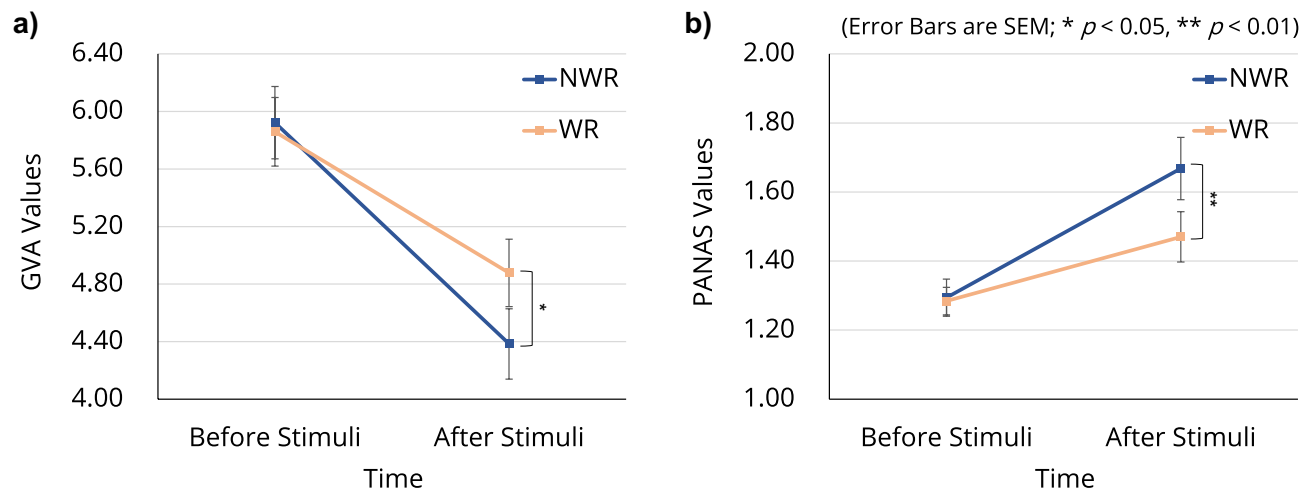 a)
GVA Values
6.40
6.00
5.60
5.20
4.80
4.40
4.00
NWR
WR
*
Before Stimuli After Stimuli
Time
b)
(Error Bars are SEM; * p < 0.05, ** p < 0.01)
PANAS Values
2.00
1.80
1.60
1.40
1.20
1.00
NWR
WR
**
Before Stimuli After Stimuli
Time